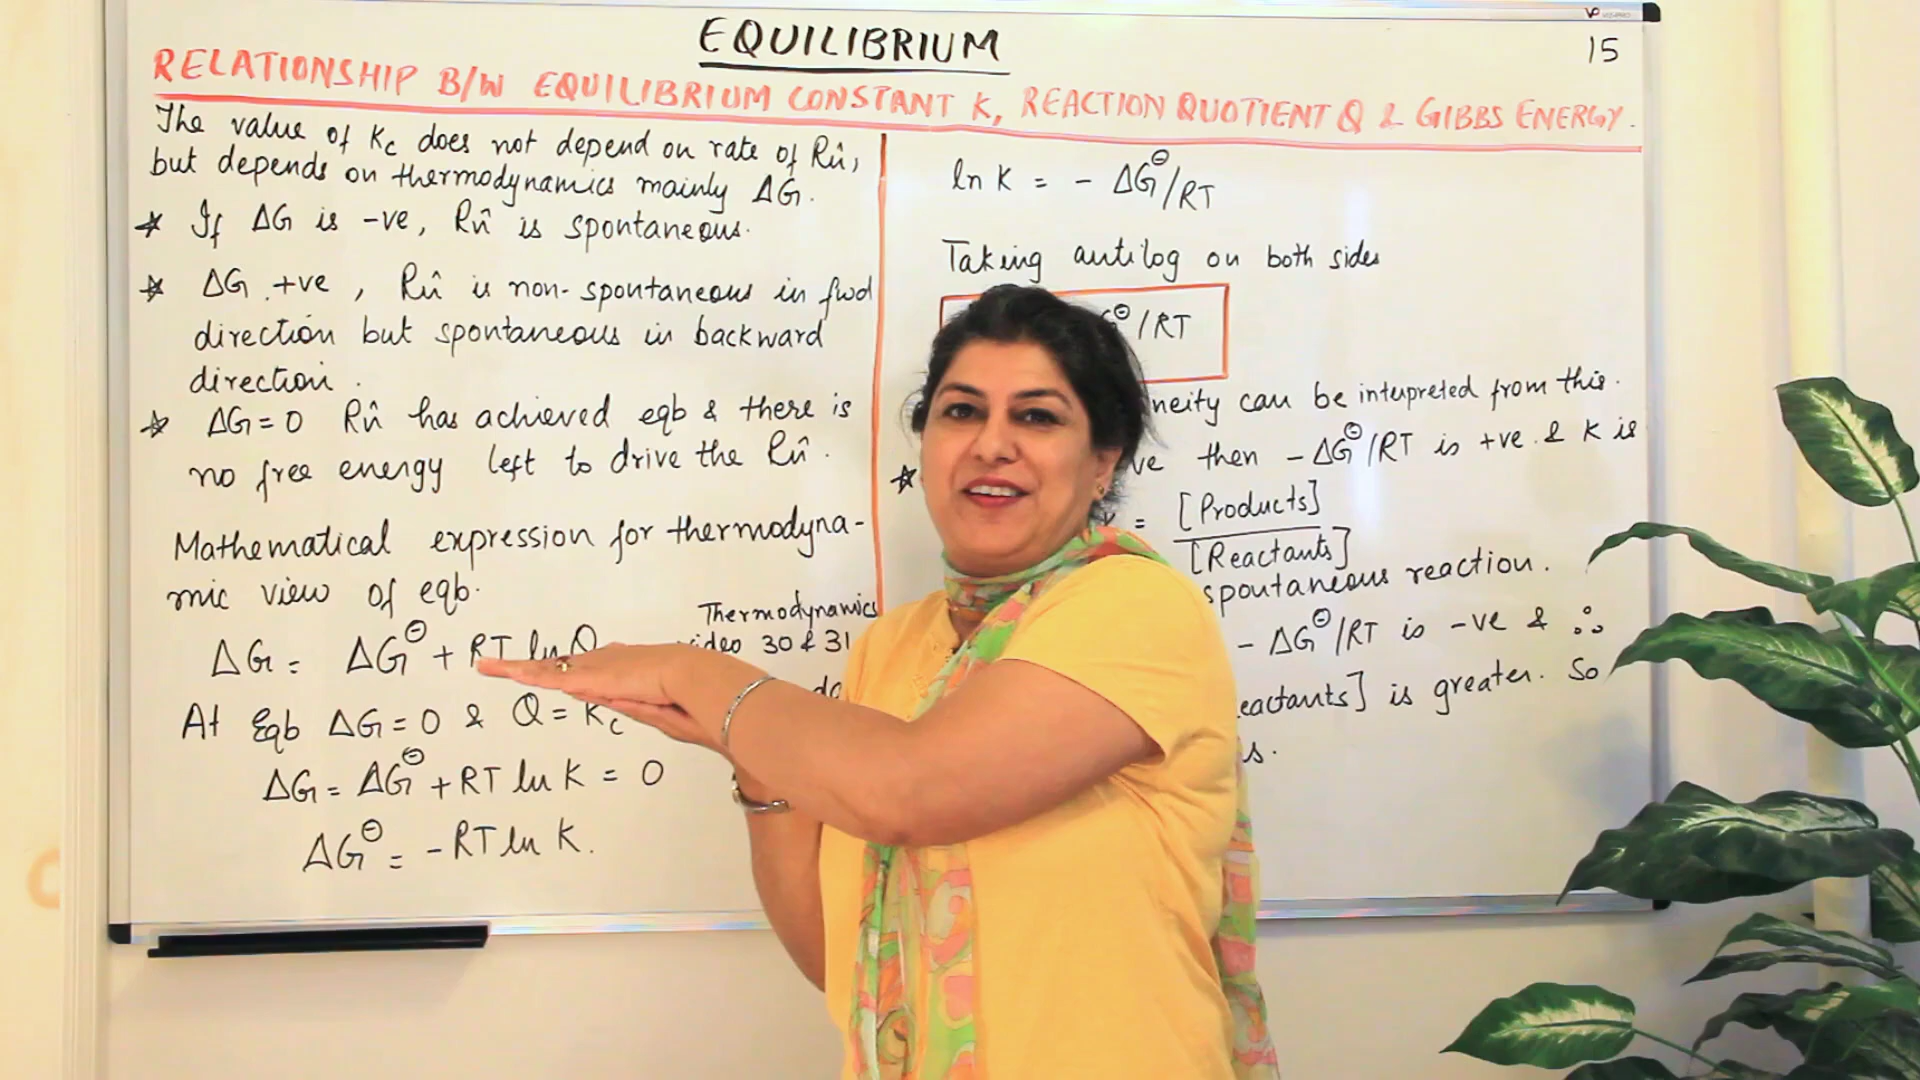 EQUILIBRIUM
15
RELATIONSHIP B/W EQUILIBRIUM CONSTANT K, REACTION QUOTIENT Q & GIBBS ENERGY.
The value of Kc does not depend on rate of Rn̂,
but depends on thermodynamics mainly ΔG.
* If ΔG is -ve, Rn̂ is spontaneous.
* ΔG +ve, Rn̂ is non-spontaneous in fwd
direction but spontaneous in backward
direction.
* ΔG = 0 Rn̂ has achieved eqb & there is
no free energy left to drive the Rn̂.
Mathematical expression for thermodyna-
mic view of eqb.
Thermodynamics
video 30 & 31
ΔG = ΔG⊖ + RT ln Q
At Eqb ΔG = 0 & Q = Kc
ΔG = ΔG⊖ + RT ln K = 0
ΔG⊖ = -RT ln K.
ln K = - ΔG⊖/RT
Taking antilog on both sides
⊖/RT
can be interpreted from this.
* ve then -ΔG⊖/RT is +ve & K is
= [Products]
[Reactants]
spontaneous reaction.
- ΔG⊖/RT is -ve & ∴
is greater. So